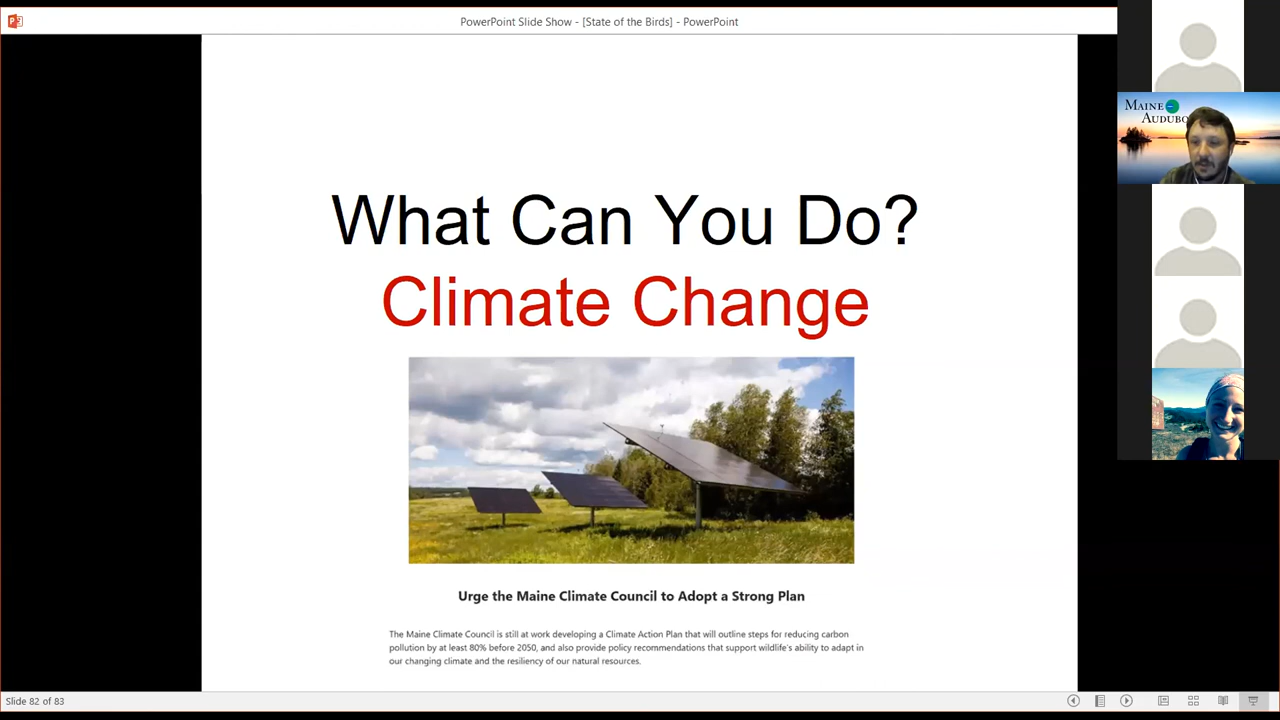 PowerPoint Slide Show - [State of the Birds] - PowerPoint
MAINE
AUDUBO
What Can You Do?
Climate Change
Urge the Maine Climate Council to Adopt a Strong Plan
The Maine Climate Council is still at work developing a Climate Action Plan that will outline steps for reducing carbon
pollution by at least 80% before 2050, and also provide policy recommendations that support wildlife's ability to adapt in
our changing climate and the resiliency of our natural resources.
Slide 82 of 83